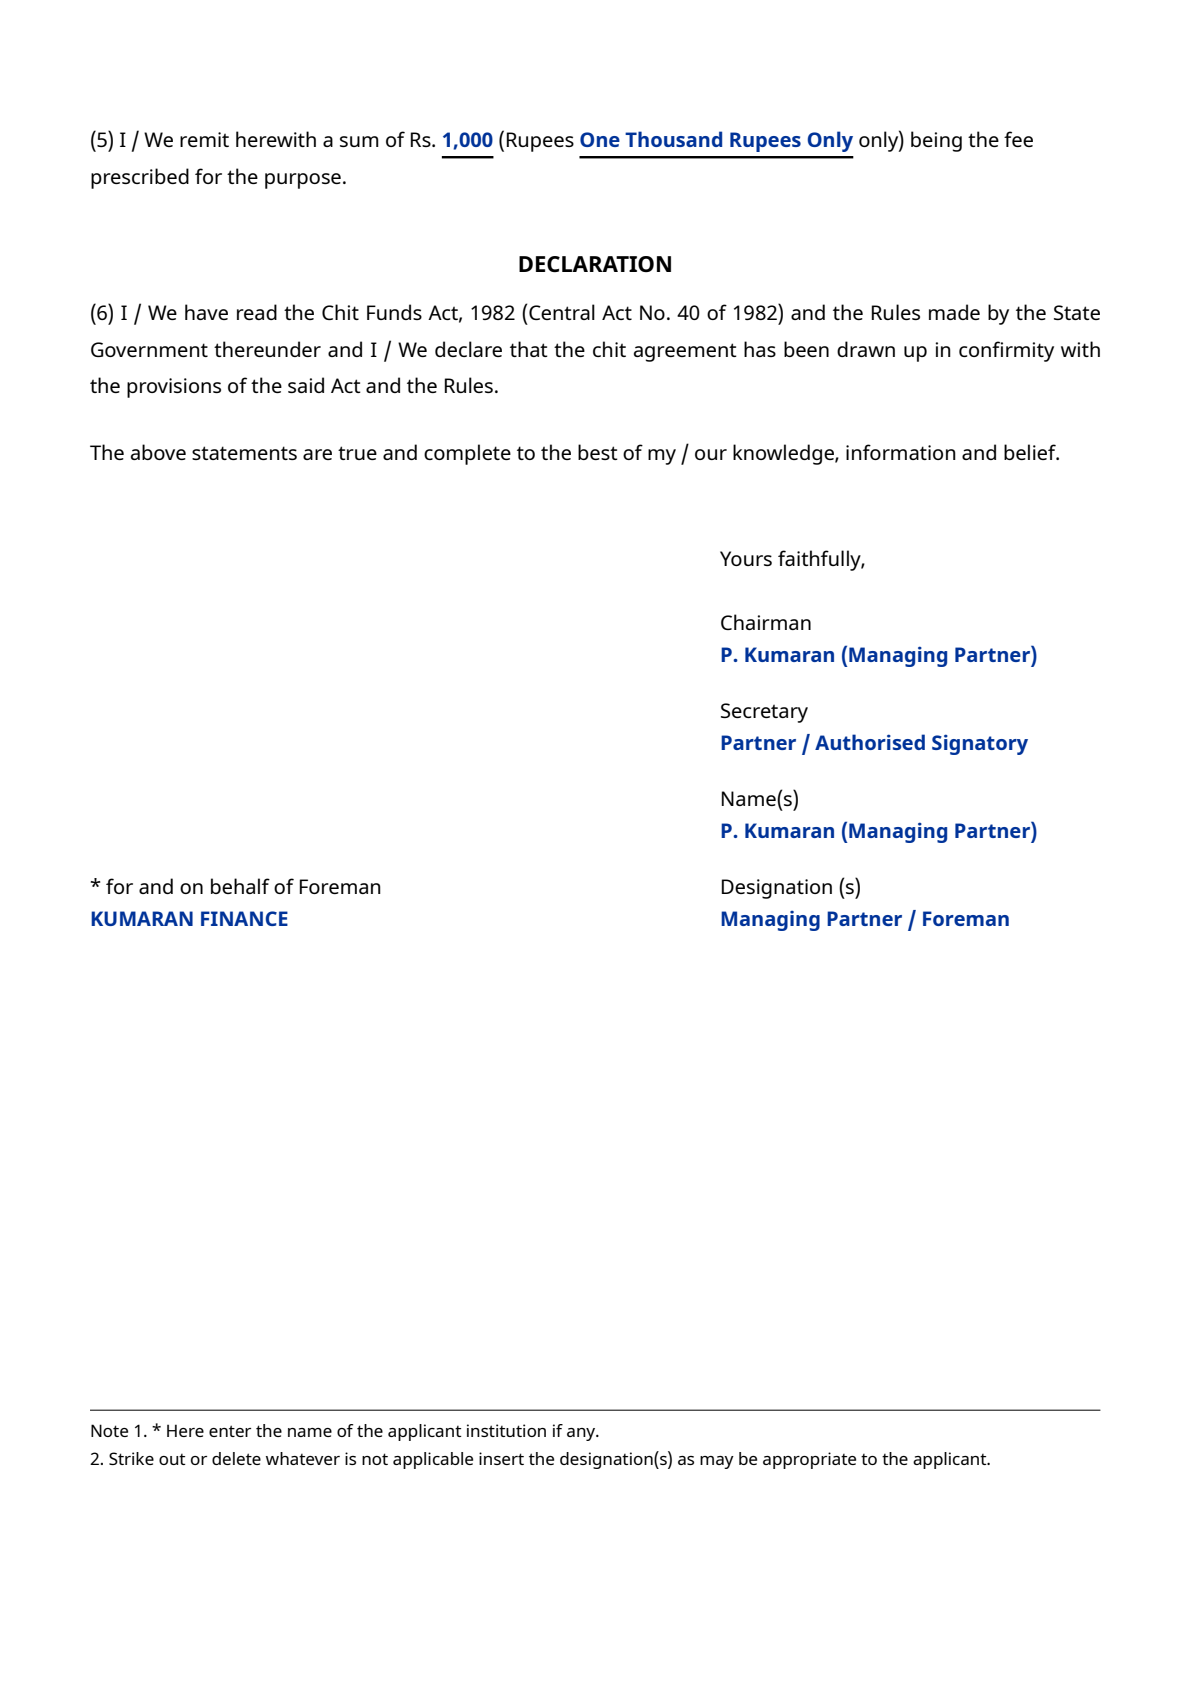 (5) I / We remit herewith a sum of Rs. 1,000 (Rupees One Thousand Rupees Only only) being the fee
prescribed for the purpose.
DECLARATION
(6) I / We have read the Chit Funds Act, 1982 (Central Act No. 40 of 1982) and the Rules made by the State
Government thereunder and I / We declare that the chit agreement has been drawn up in confirmity with
the provisions of the said Act and the Rules.
The above statements are true and complete to the best of my / our knowledge, information and belief.
Yours faithfully,
Chairman
P. Kumaran (Managing Partner)
Secretary
Partner / Authorised Signatory
Name(s)
P. Kumaran (Managing Partner)
* for and on behalf of Foreman
KUMARAN FINANCE
Designation (s)
Managing Partner / Foreman
Note 1. * Here enter the name of the applicant institution if any.
2. Strike out or delete whatever is not applicable insert the designation(s) as may be appropriate to the applicant.